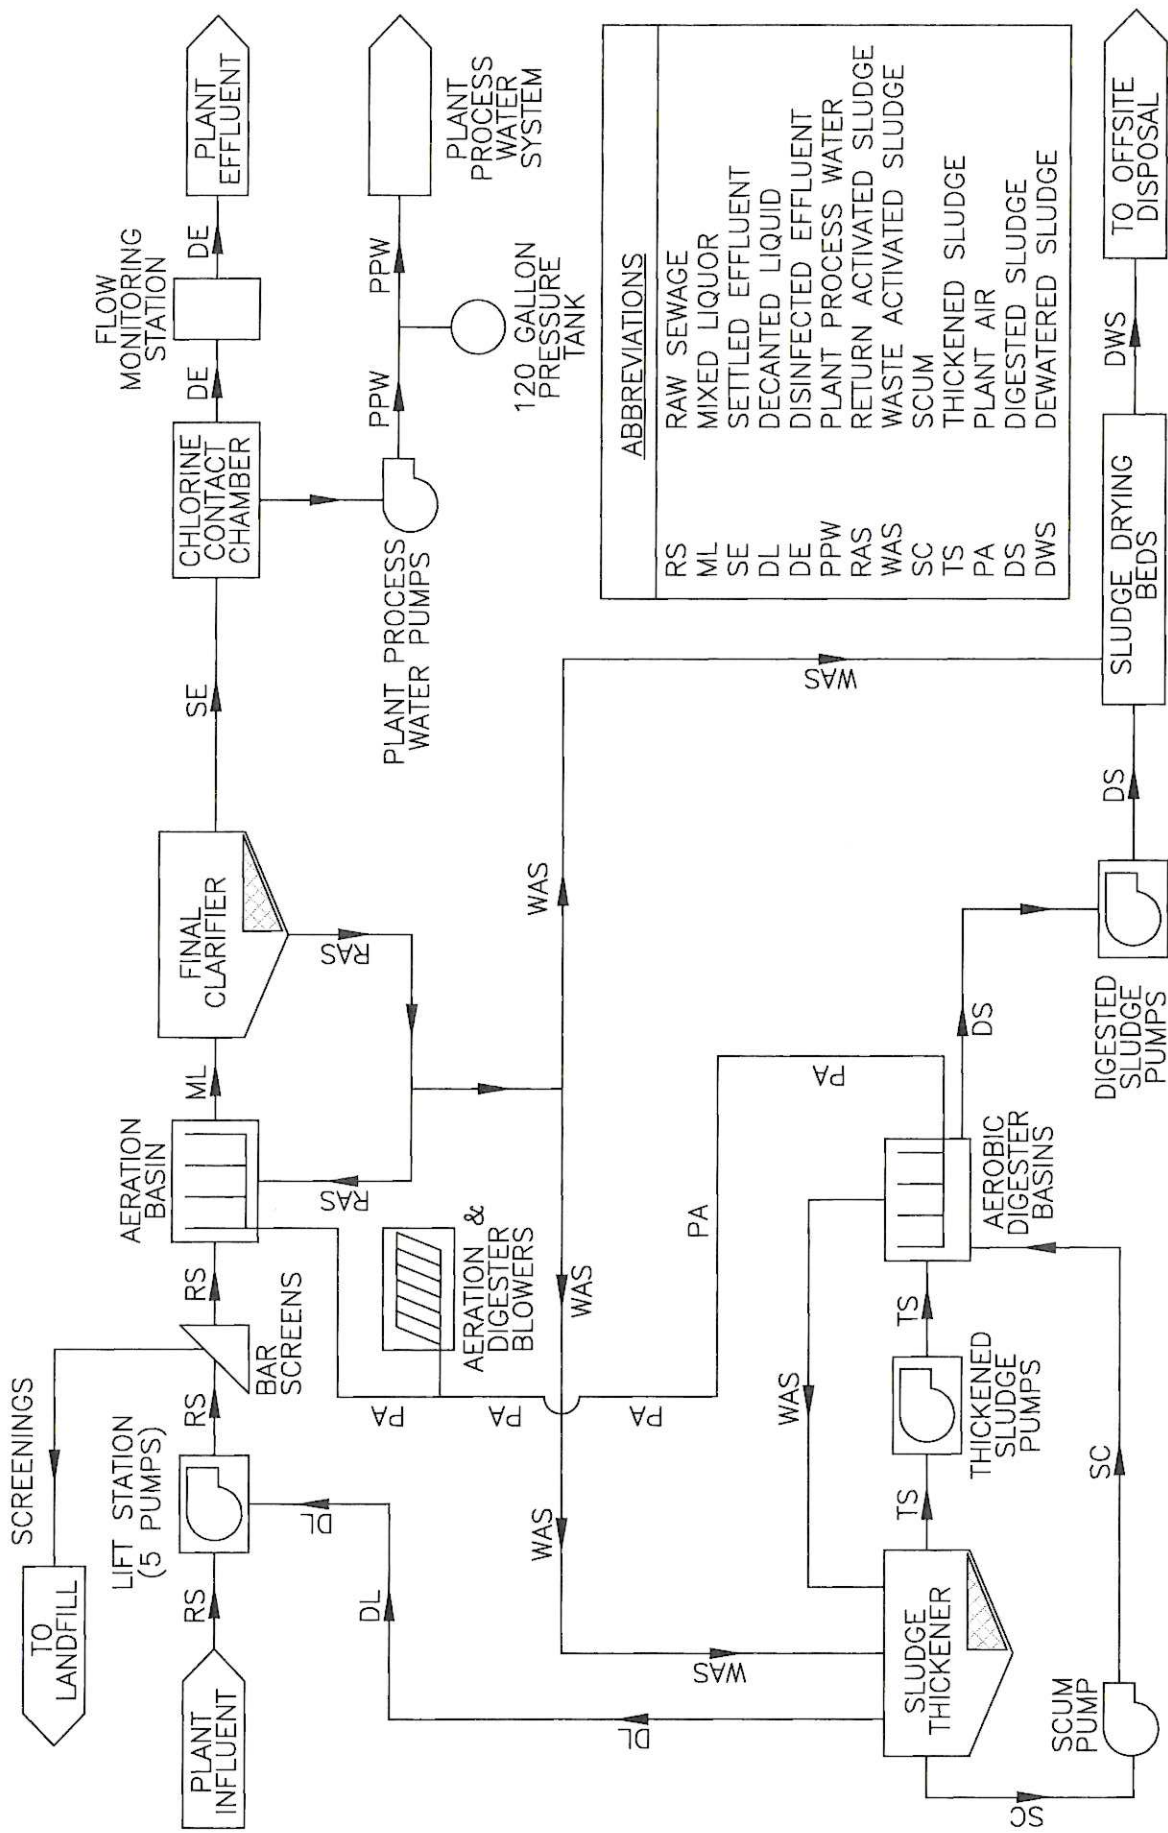 SCREENINGS
TO
LANDFILL
PLANT
INFLUENT
RS
LIFT STATION
(5 PUMPS)
RS
BAR
SCREENS
RS
AERATION
BASIN
ML
FINAL
CLARIFIER
SE
CHLORINE
CONTACT
CHAMBER
DE
FLOW
MONITORING
STATION
DE
PLANT
EFFLUENT
PLANT PROCESS
WATER PUMPS
PPW
PPW
120 GALLON
PRESSURE
TANK
PLANT
PROCESS
WATER
SYSTEM
RAS
RAS
AERATION &
DIGESTER
BLOWERS
PA
PA
PA
PA
PA
DL
DL
DL
WAS
WAS
WAS
WAS
WAS
WAS
SLUDGE
THICKENER
TS
THICKENED
SLUDGE
PUMPS
TS
AEROBIC
DIGESTER
BASINS
DS
DIGESTED
SLUDGE
PUMPS
DS
SLUDGE DRYING
BEDS
DWS
TO OFFSITE
DISPOSAL
SC
SCUM
PUMP
SC
ABBREVIATIONS
RS RAW SEWAGE
ML MIXED LIQUOR
SE SETTLED EFFLUENT
DL DECANTED LIQUID
DE DISINFECTED EFFLUENT
PPW PLANT PROCESS WATER
RAS RETURN ACTIVATED SLUDGE
WAS WASTE ACTIVATED SLUDGE
SC SCUM
TS THICKENED SLUDGE
PA PLANT AIR
DS DIGESTED SLUDGE
DWS DEWATERED SLUDGE